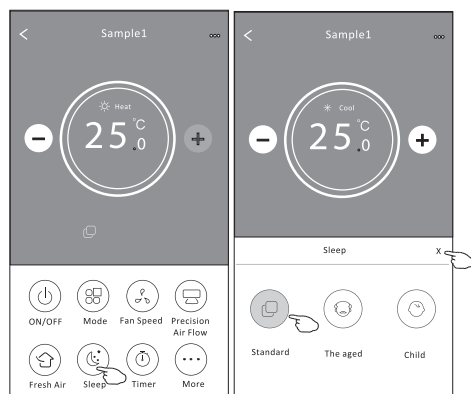 Sample1
Heat
25.0°C
ON/OFF
Mode
Fan Speed
Precision
Air Flow
Fresh Air
Sleep
Timer
More
Sample1
Cool
25.0°C
Sleep
X
Standard
The aged
Child